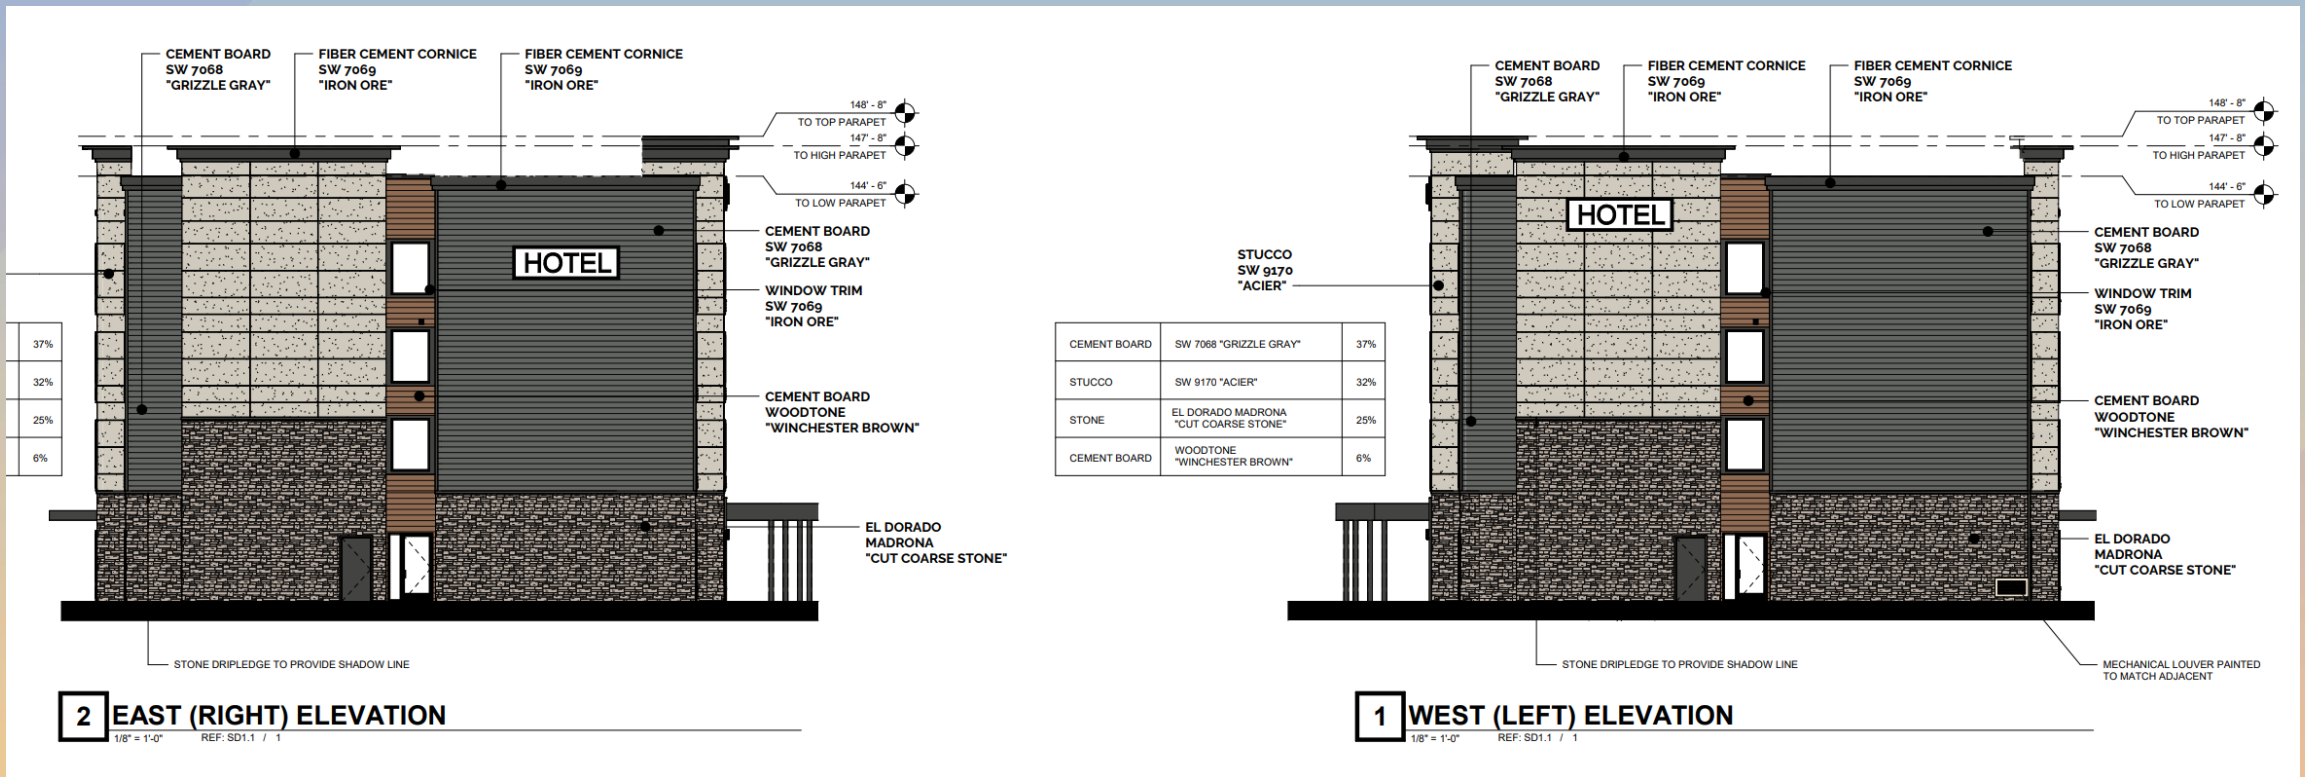 CEMENT BOARD
SW 7068
"GRIZZLE GRAY"
FIBER CEMENT CORNICE
SW 7069
"IRON ORE"
FIBER CEMENT CORNICE
SW 7069
"IRON ORE"
148' - 8"
TO TOP PARAPET
147' - 8"
TO HIGH PARAPET
144' - 6"
TO LOW PARAPET
CEMENT BOARD
SW 7068
"GRIZZLE GRAY"
HOTEL
WINDOW TRIM
SW 7069
"IRON ORE"
37%
32%
25%
6%
CEMENT BOARD
WOODTONE
"WINCHESTER BROWN"
EL DORADO
MADRONA
"CUT COARSE STONE"
STONE DRIPLEDGE TO PROVIDE SHADOW LINE
2 EAST (RIGHT) ELEVATION
1/8" = 1'-0" REF: SD1.1 / 1
CEMENT BOARD
SW 7068
"GRIZZLE GRAY"
FIBER CEMENT CORNICE
SW 7069
"IRON ORE"
FIBER CEMENT CORNICE
SW 7069
"IRON ORE"
148' - 8"
TO TOP PARAPET
147' - 8"
TO HIGH PARAPET
144' - 6"
TO LOW PARAPET
HOTEL
STUCCO
SW 9170
"ACIER"
CEMENT BOARD
SW 7068
"GRIZZLE GRAY"
WINDOW TRIM
SW 7069
"IRON ORE"
CEMENT BOARD SW 7068 "GRIZZLE GRAY" 37%
STUCCO SW 9170 "ACIER" 32%
STONE EL DORADO MADRONA "CUT COARSE STONE" 25%
CEMENT BOARD WOODTONE "WINCHESTER BROWN" 6%
CEMENT BOARD
WOODTONE
"WINCHESTER BROWN"
EL DORADO
MADRONA
"CUT COARSE STONE"
STONE DRIPLEDGE TO PROVIDE SHADOW LINE
MECHANICAL LOUVER PAINTED
TO MATCH ADJACENT
1 WEST (LEFT) ELEVATION
1/8" = 1'-0" REF: SD1.1 / 1